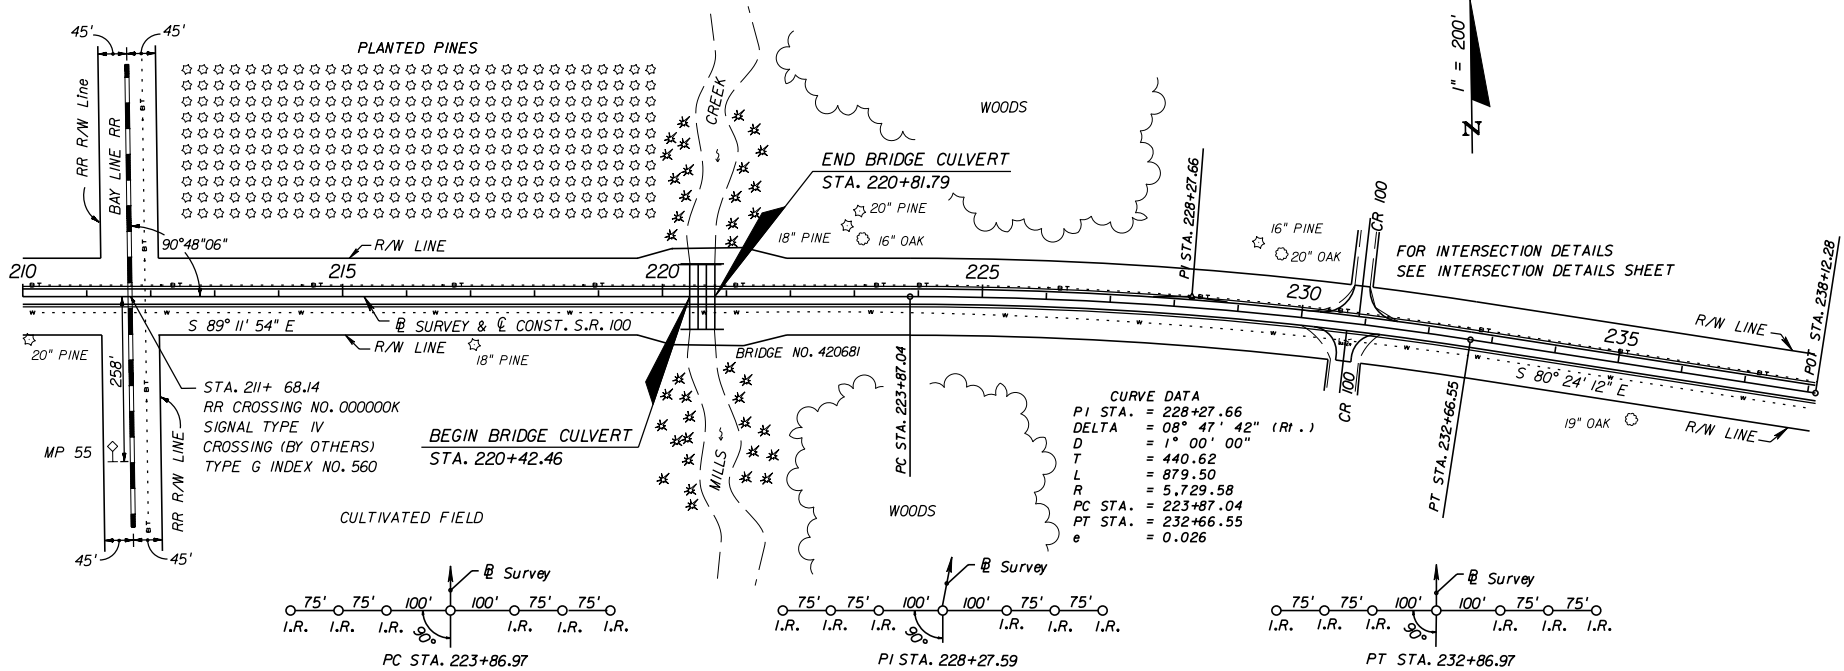 45'
45'
PLANTED PINES
1" = 200'
N
RR R/W Line
BAY LINE RR
BT
CREEK
WOODS
END BRIDGE CULVERT
STA. 220+81.79
20" PINE
18" PINE
16" OAK
PI STA. 228+27.66
CR 100
16" PINE
20" OAK
FOR INTERSECTION DETAILS
SEE INTERSECTION DETAILS SHEET
90°48"06"
R/W LINE
210
215
220
225
230
235
R/W LINE
POT STA. 238+12.28
S 89° 11' 54" E
BL SURVEY & CL CONST. S.R. 100
R/W LINE
20" PINE
18" PINE
BRIDGE NO. 420681
258'
STA. 211+ 68.14
RR CROSSING NO. 000000K
SIGNAL TYPE IV
CROSSING (BY OTHERS)
TYPE G INDEX NO. 560
MP 55
RR R/W LINE
BEGIN BRIDGE CULVERT
STA. 220+42.46
MILLS
PC STA. 223+87.04
CR 100
S 80° 24' 12" E
PT STA. 232+66.55
19" OAK
R/W LINE
CURVE DATA
PI STA. = 228+27.66
DELTA = 08° 47' 42" (Rt.)
D = 1° 00' 00"
T = 440.62
L = 879.50
R = 5,729.58
PC STA. = 223+87.04
PT STA. = 232+66.55
e = 0.026
WOODS
CULTIVATED FIELD
45'
45'
BL Survey
75' 75' 100' 100' 75' 75'
I.R. I.R. I.R. I.R. I.R. I.R.
90°
PC STA. 223+86.97
BL Survey
75' 75' 100' 100' 75' 75'
I.R. I.R. I.R. I.R. I.R. I.R.
90°
PI STA. 228+27.59
BL Survey
75' 75' 100' 100' 75' 75'
I.R. I.R. I.R. I.R. I.R. I.R.
90°
PT STA. 232+86.97